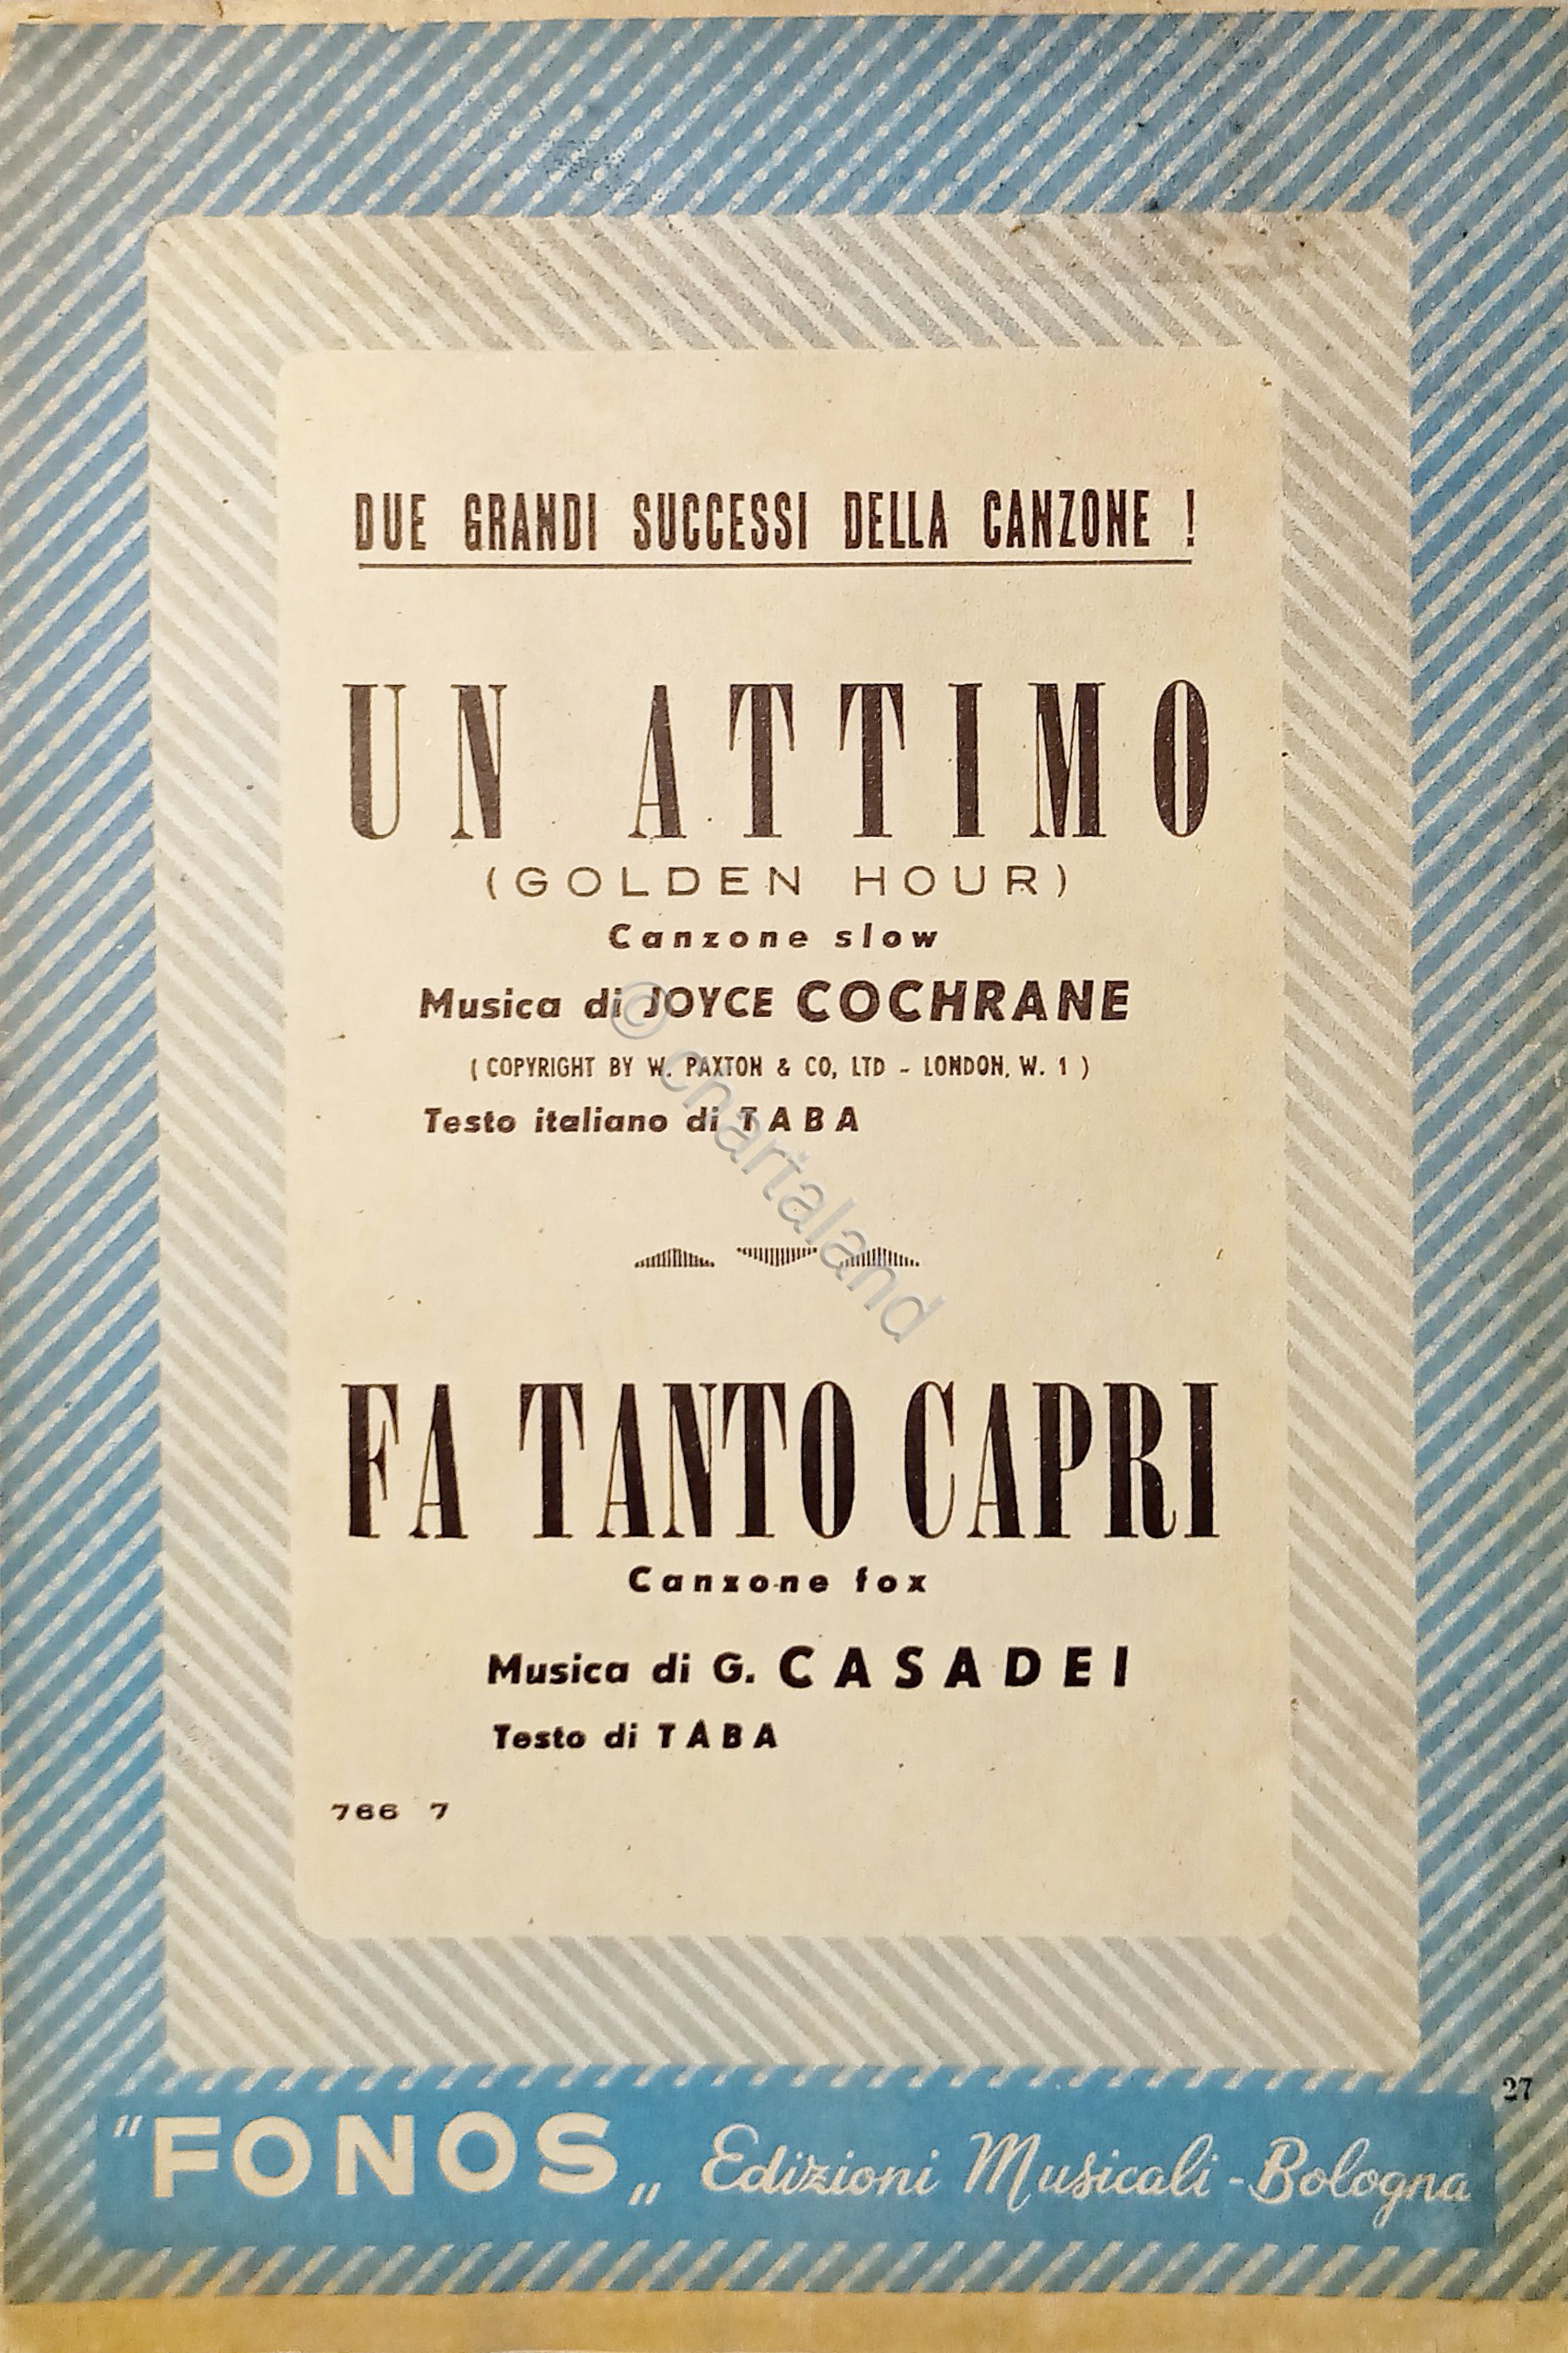 DUE GRANDI SUCCESSI DELLA CANZONE !
UN ATTIMO
(GOLDEN HOUR)
Canzone slow
Musica di JOYCE COCHRANE
( COPYRIGHT BY W. PAXTON & CO, LTD - LONDON, W. 1 )
Testo italiano di TABA
© chartaland
FA TANTO CAPRI
Canzone fox
Musica di G. CASADEI
Testo di TABA
766 7
27
"FONOS„ Edizioni Musicali - Bologna